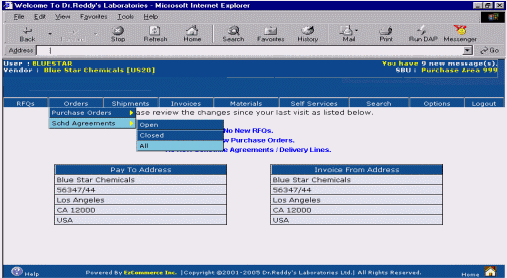 Welcome To Dr.Reddy's Laboratories - Microsoft Internet Explorer
File Edit View Favorites Tools Help
Back Stop Refresh Home Search Favorites History Mail Print Run DAP Messenger
Address Go
User : BLUESTAR You have 9 new message(s).
Vendor : Blue Star Chemicals [US20] SBU : Purchase Area 999
RFQs Orders Shipments Invoices Materials Self Services Search Options Logout
Purchase Orders ase review the changes since your last visit as listed below.
Schd Agreements Open No New RFQs.
Closed w Purchase Orders.
All Agreements / Delivery Lines.
Pay To Address Invoice From Address
Blue Star Chemicals Blue Star Chemicals
56347/44 56347/44
Los Angeles Los Angeles
CA 12000 CA 12000
USA USA
Help Powered By EzCommerce Inc. |Copyright ©2001-2005 Dr.Reddy's Laboratories Ltd.| All Rights Reserved. Home